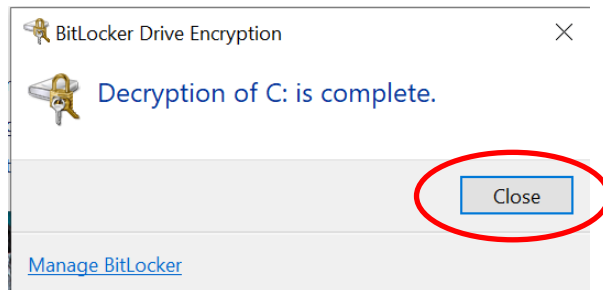 BitLocker Drive Encryption
Decryption of C: is complete.
Close
Manage BitLocker